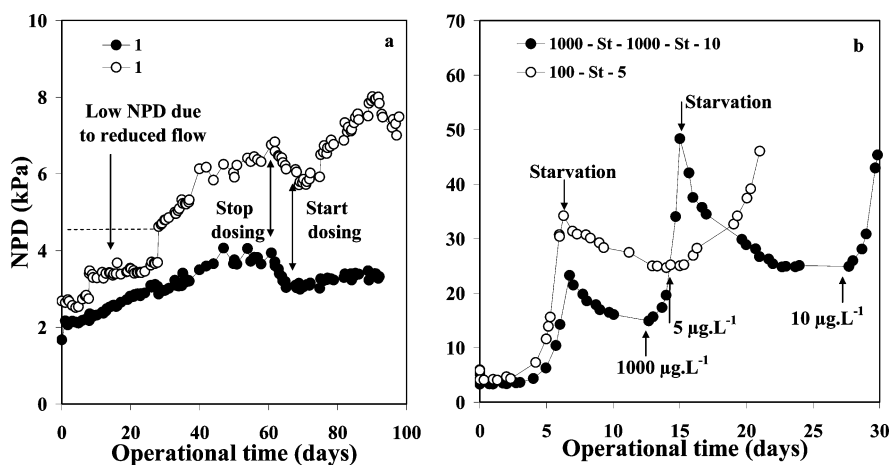 10
8
6
4
2
0
NPD (kPa)
a
1
1
Low NPD due
to reduced flow
Stop
dosing
Start
dosing
0 20 40 60 80 100
Operational time (days)
70
60
50
40
30
20
10
0
b
1000 - St - 1000 - St - 10
100 - St - 5
Starvation
Starvation
5 µg.L-1
1000 µg.L-1
10 µg.L-1
0 5 10 15 20 25 30
Operational time (days)